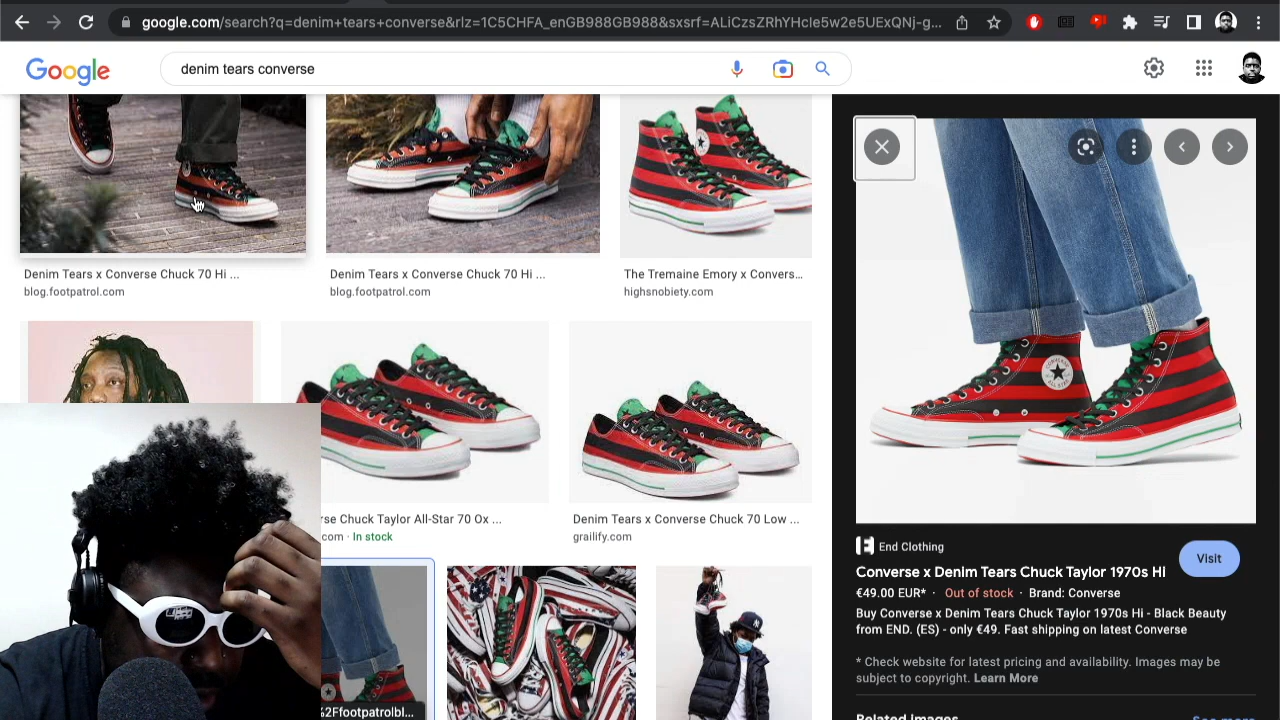 google.com/search?q=denim+tears+converse&rlz=1C5CHFA_enGB988GB988&sxsrf=ALiCzsZRhYHcle5w2e5UExQNj-g...
Google
denim tears converse
Denim Tears x Converse Chuck 70 Hi ...
blog.footpatrol.com
Denim Tears x Converse Chuck 70 Hi ...
blog.footpatrol.com
The Tremaine Emory x Convers...
highsnobiety.com
rse Chuck Taylor All-Star 70 Ox ...
.com · In stock
Denim Tears x Converse Chuck 70 Low ...
grailify.com
%2Ffootpatrolbl...
End Clothing
Visit
Converse x Denim Tears Chuck Taylor 1970s Hi
€49.00 EUR* · Out of stock · Brand: Converse
Buy Converse x Denim Tears Chuck Taylor 1970s Hi - Black Beauty
from END. (ES) - only €49. Fast shipping on latest Converse
* Check website for latest pricing and availability. Images may be
subject to copyright. Learn More
Related images
See more